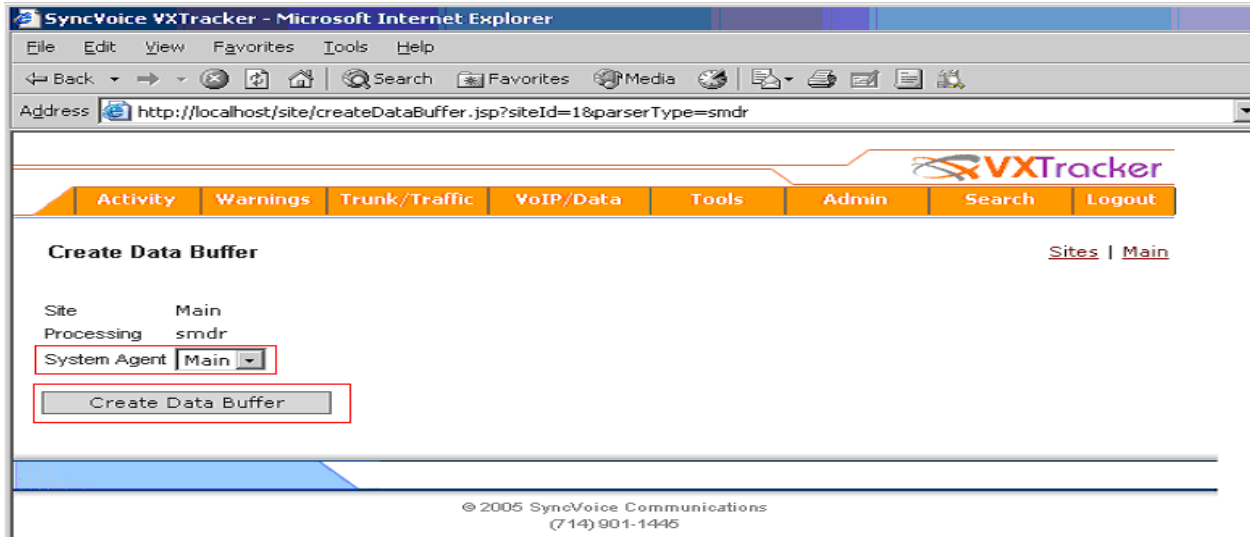 SyncVoice VXTracker - Microsoft Internet Explorer
File Edit View Favorites Tools Help
Back Search Favorites Media
Address http://localhost/site/createDataBuffer.jsp?siteId=1&parserType=smdr
VXTracker
Activity Warnings Trunk/Traffic VoIP/Data Tools Admin Search Logout
Create Data Buffer Sites | Main
Site Main
Processing smdr
System Agent Main
Create Data Buffer
© 2005 SyncVoice Communications
(714) 901-1445